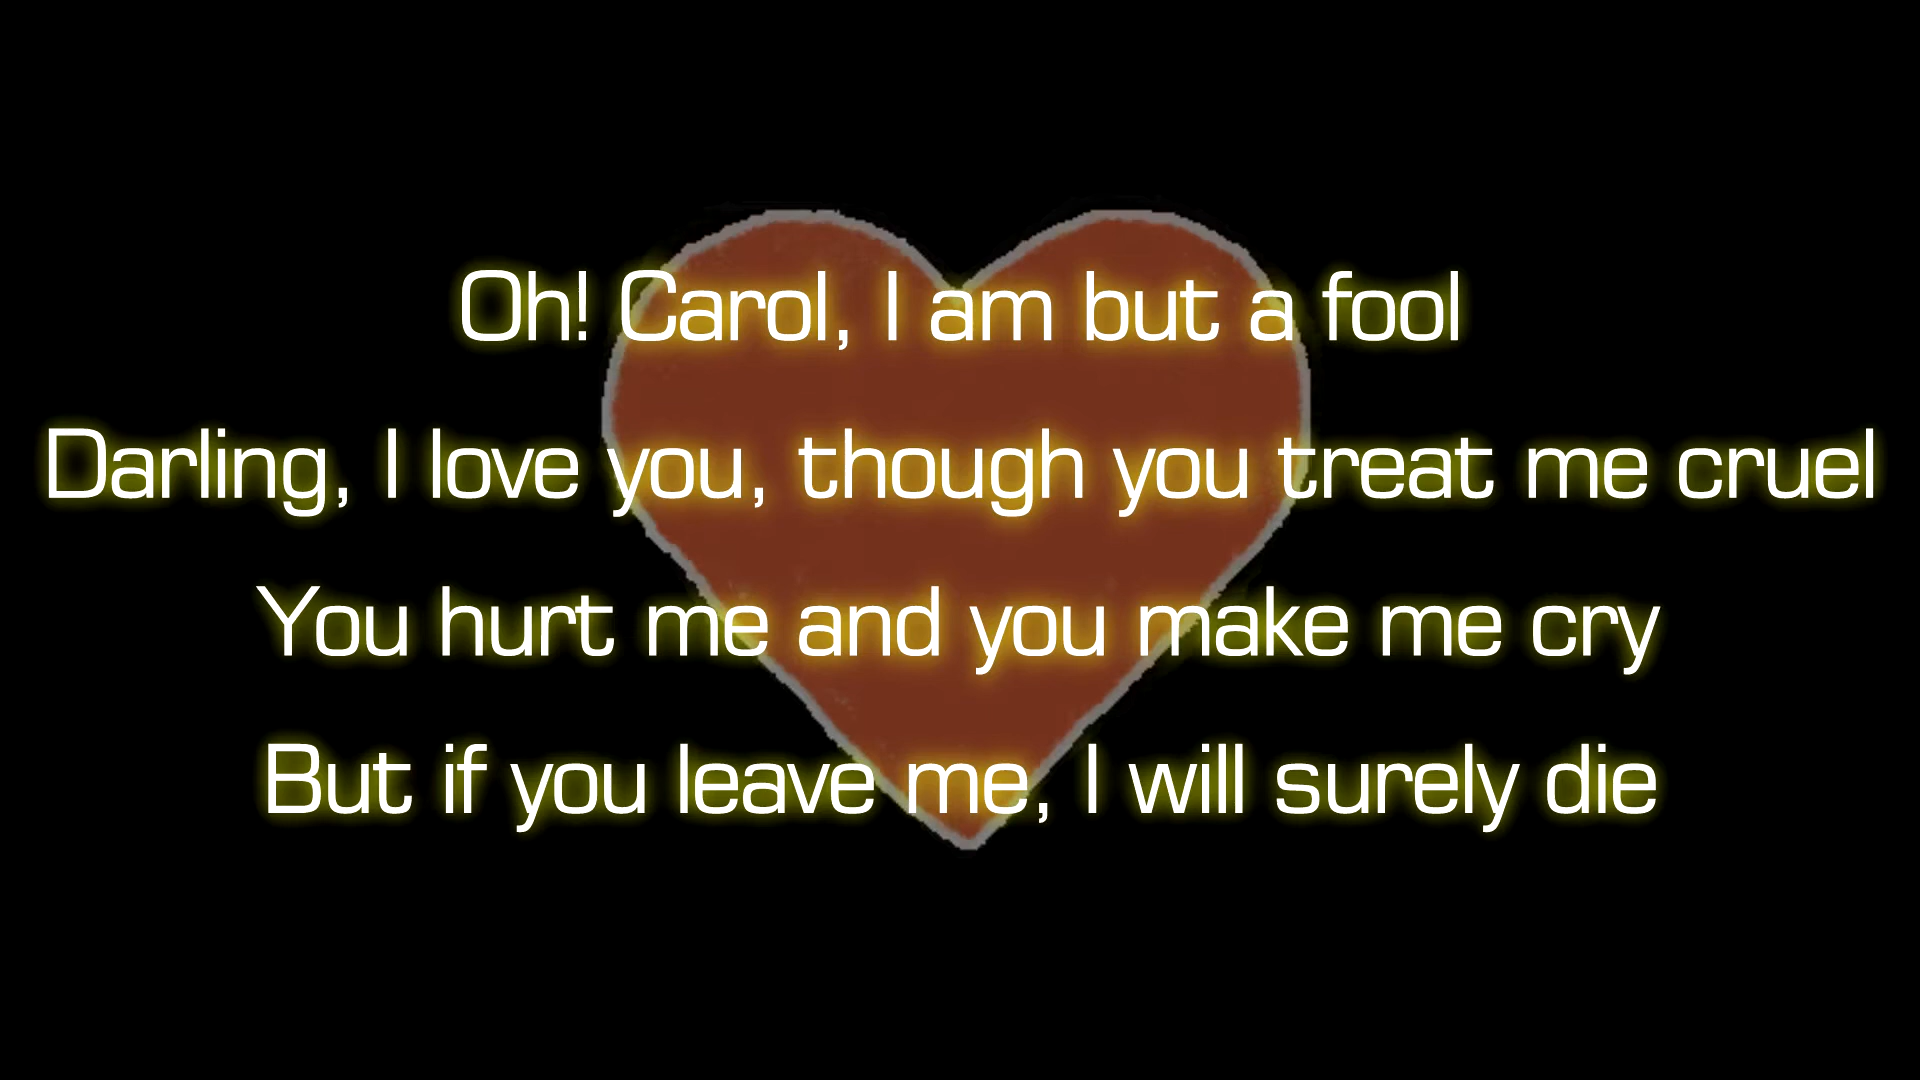 Oh! Carol, I am but a fool
Darling, I love you, though you treat me cruel
You hurt me and you make me cry
But if you leave me, I will surely die